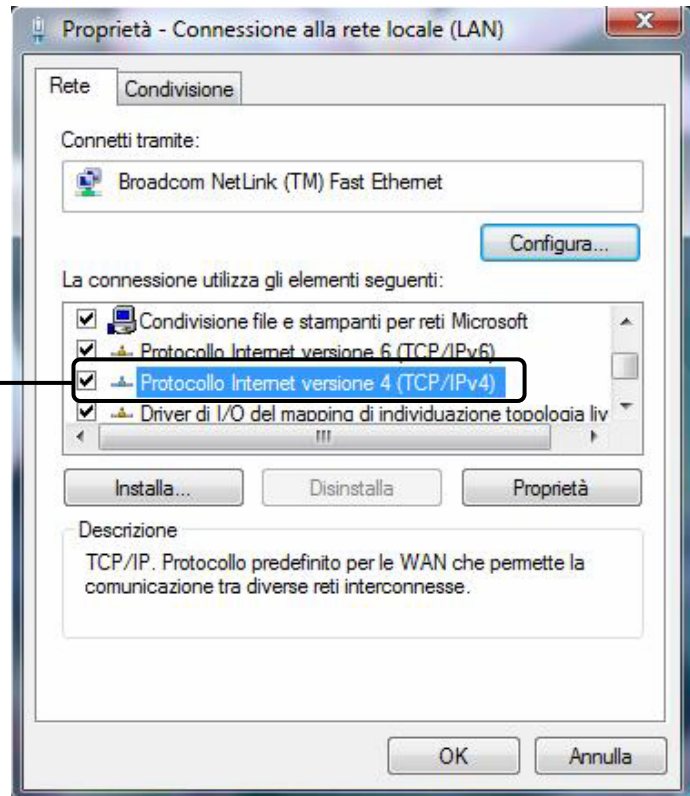 Proprietà - Connessione alla rete locale (LAN)
Rete
Condivisione
Connetti tramite:
Broadcom NetLink (TM) Fast Ethernet
Configura...
La connessione utilizza gli elementi seguenti:
Condivisione file e stampanti per reti Microsoft
Protocollo Internet versione 6 (TCP/IPv6)
Protocollo Internet versione 4 (TCP/IPv4)
Driver di I/O del mapping di individuazione topologia liv
Installa...
Disinstalla
Proprietà
Descrizione
TCP/IP. Protocollo predefinito per le WAN che permette la
comunicazione tra diverse reti interconnesse.
OK
Annulla